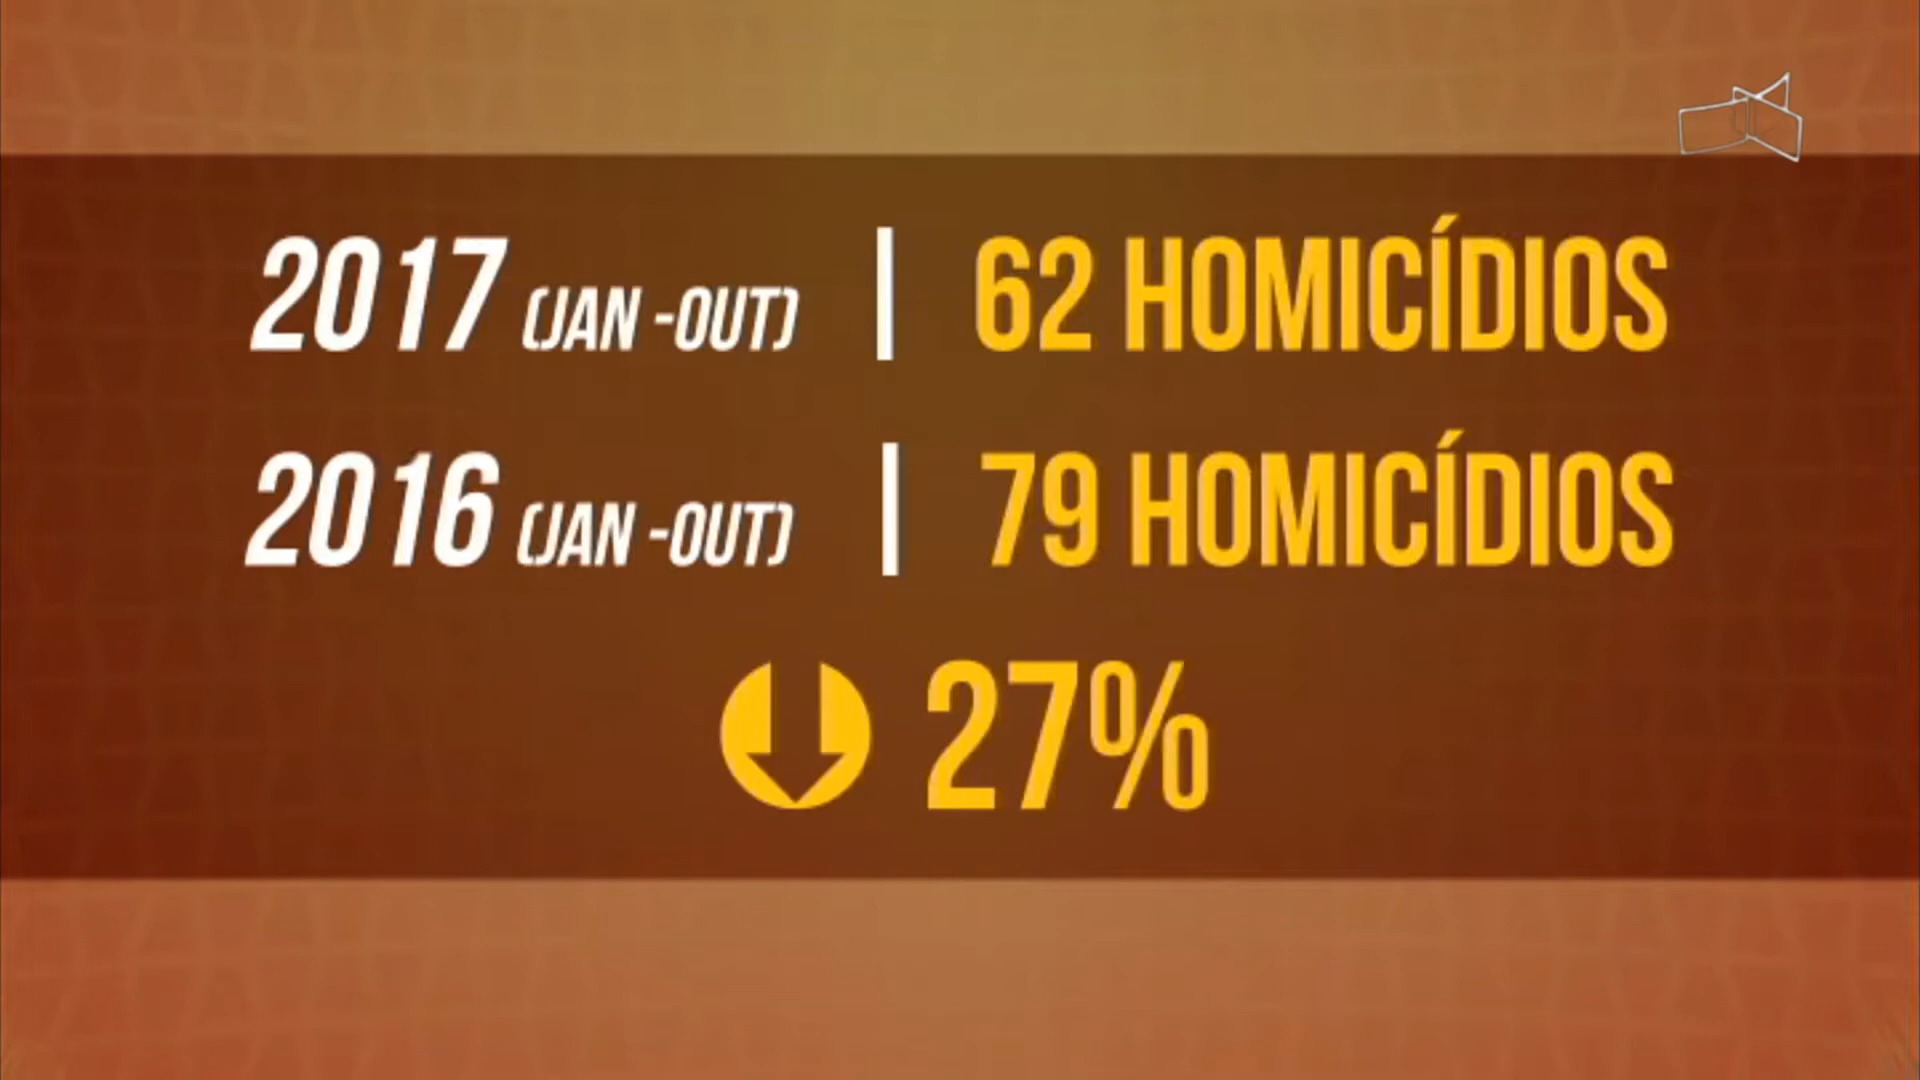 2017 (JAN -OUT) | 62 HOMICÍDIOS
2016 (JAN -OUT) | 79 HOMICÍDIOS
27%